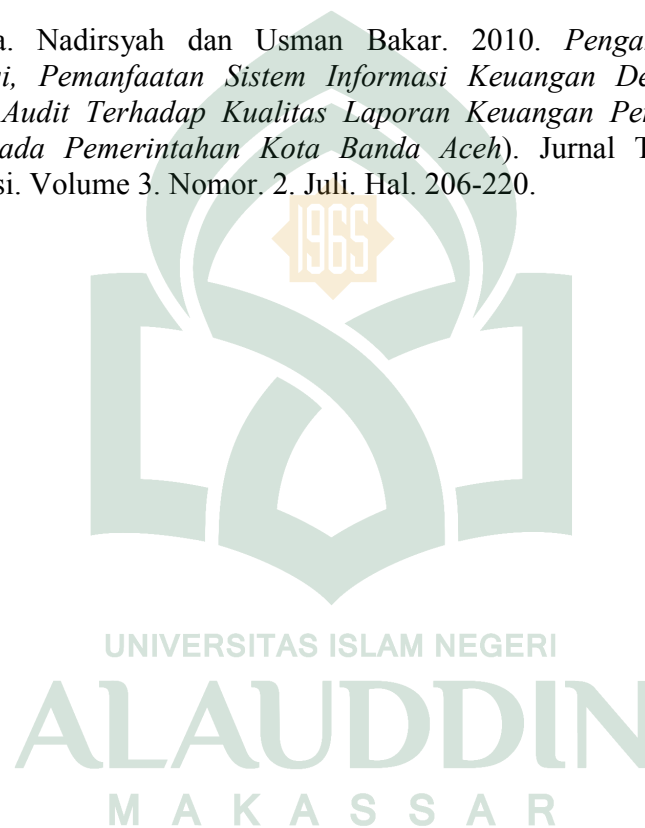 a. Nadirsyah dan Usman Bakar. 2010. Penga
i, Pemanfaatan Sistem Informasi Keuangan De
Audit Terhadap Kualitas Laporan Keuangan Pe
ada Pemerintahan Kota Banda Aceh). Jurnal T
si. Volume 3. Nomor. 2. Juli. Hal. 206-220.
1965
UNIVERSITAS ISLAM NEGERI
ALAUDDIN
MAKASSAR